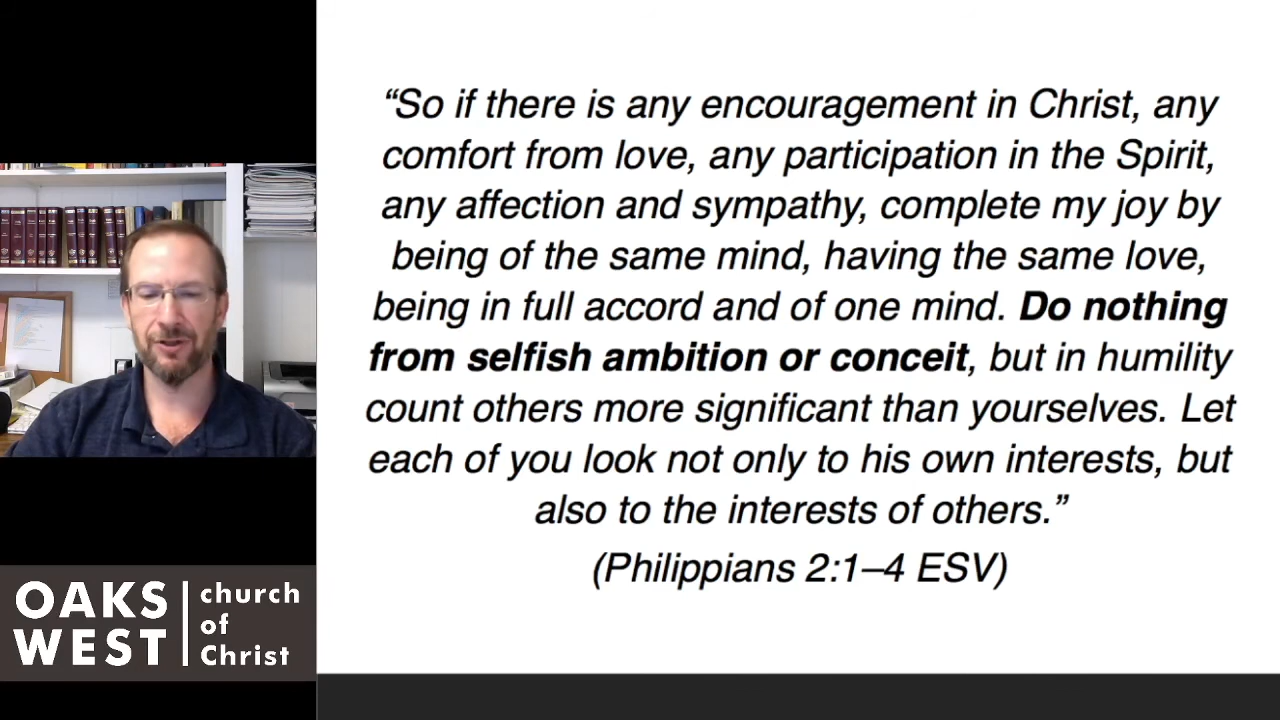 “So if there is any encouragement in Christ, any
comfort from love, any participation in the Spirit,
any affection and sympathy, complete my joy by
being of the same mind, having the same love,
being in full accord and of one mind. Do nothing
from selfish ambition or conceit, but in humility
count others more significant than yourselves. Let
each of you look not only to his own interests, but
also to the interests of others.”
(Philippians 2:1–4 ESV)
OAKS
WEST
church
of
Christ